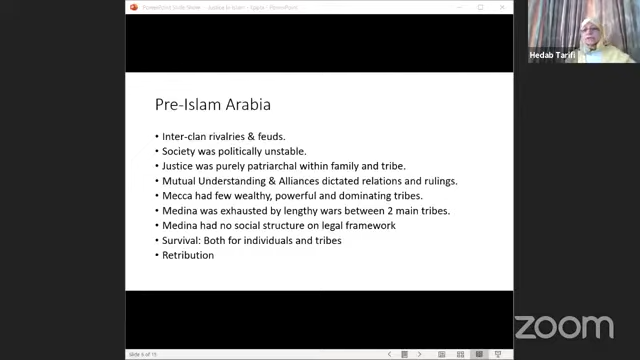 PowerPoint Slide Show - Justice in Islam - Gavia - PowerPoint
Hedab Tarifi
Pre-Islam Arabia
• Inter-clan rivalries & feuds.
• Society was politically unstable.
• Justice was purely patriarchal within family and tribe.
• Mutual Understanding & Alliances dictated relations and rulings.
• Mecca had few wealthy, powerful and dominating tribes.
• Medina was exhausted by lengthy wars between 2 main tribes.
• Medina had no social structure on legal framework
• Survival: Both for individuals and tribes
• Retribution
Slide 5 of 15
zoom